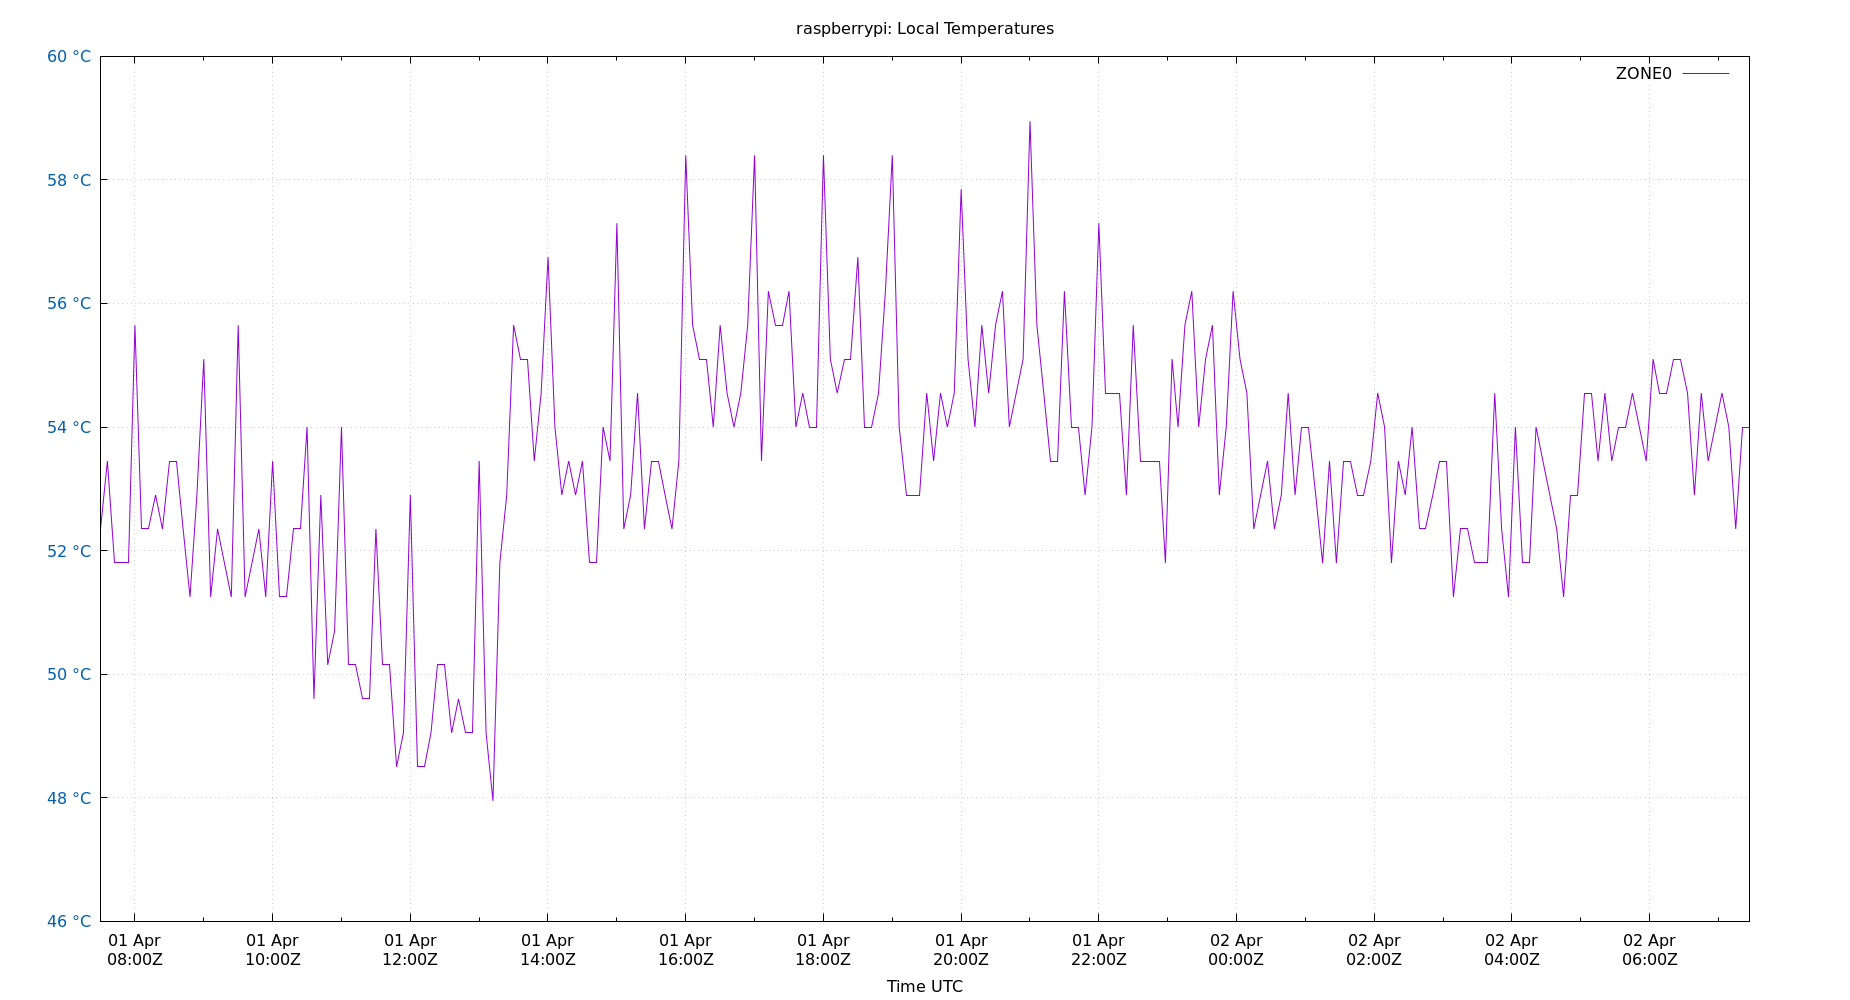 raspberrypi: Local Temperatures
60 °C
ZONE0
58 °C
56 °C
54 °C
52 °C
50 °C
48 °C
46 °C
01 Apr 01 Apr 01 Apr 01 Apr 01 Apr 01 Apr 01 Apr 01 Apr 02 Apr 02 Apr 02 Apr 02 Apr
08:00Z 10:00Z 12:00Z 14:00Z 16:00Z 18:00Z 20:00Z 22:00Z 00:00Z 02:00Z 04:00Z 06:00Z
Time UTC